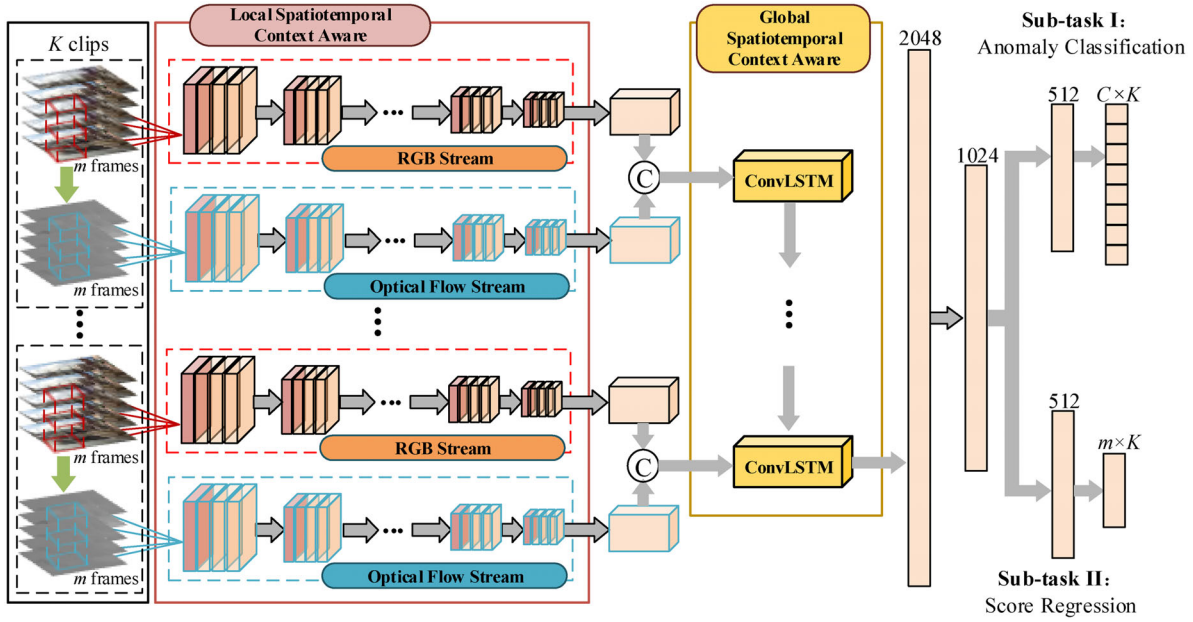 K clips
m frames
m frames
m frames
m frames
Local Spatiotemporal
Context Aware
RGB Stream
Optical Flow Stream
RGB Stream
Optical Flow Stream
C
C
Global
Spatiotemporal
Context Aware
ConvLSTM
ConvLSTM
2048
1024
Sub-task I:
Anomaly Classification
512
C×K
512
m×K
Sub-task II:
Score Regression